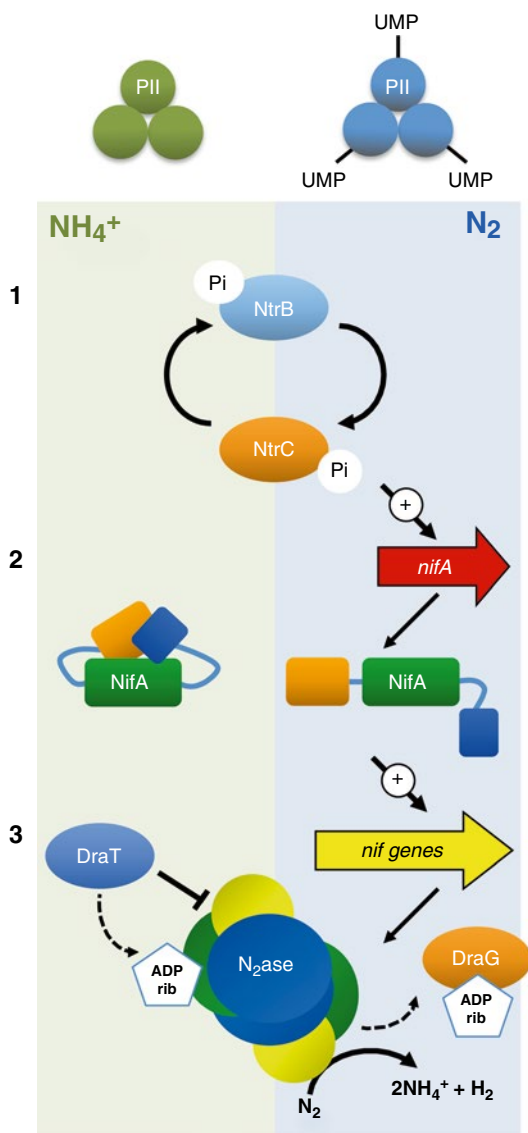 UMP
PII
PII
UMP
UMP
NH4+
N2
1
Pi
NtrB
NtrC
Pi
+
2
nifA
NifA
NifA
+
3
nif genes
DraT
N2ase
DraG
ADP
rib
ADP
rib
N2
2NH4+ + H2